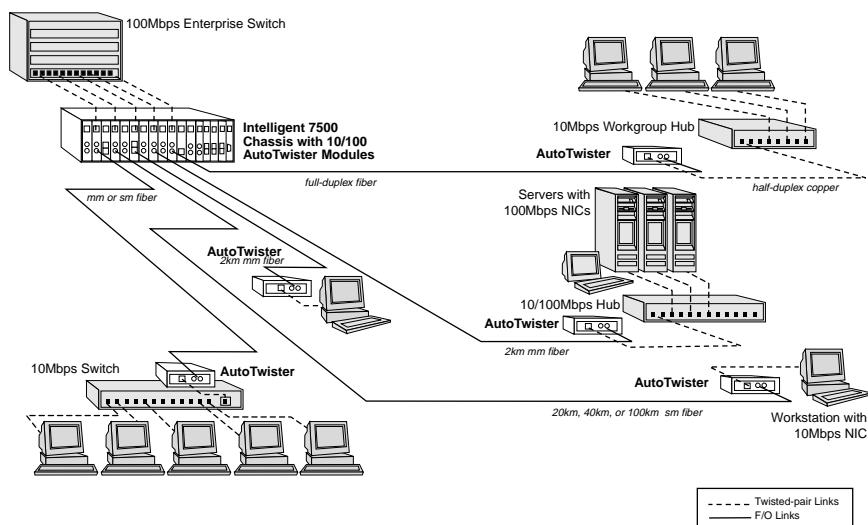 100Mbps Enterprise Switch
Intelligent 7500
Chassis with 10/100
AutoTwister Modules
10Mbps Workgroup Hub
AutoTwister
full-duplex fiber
half-duplex copper
mm or sm fiber
Servers with
100Mbps NICs
AutoTwister
2km mm fiber
10/100Mbps Hub
AutoTwister
2km mm fiber
10Mbps Switch
AutoTwister
AutoTwister
20km, 40km, or 100km sm fiber
Workstation with
10Mbps NIC
Twisted-pair Links
F/O Links